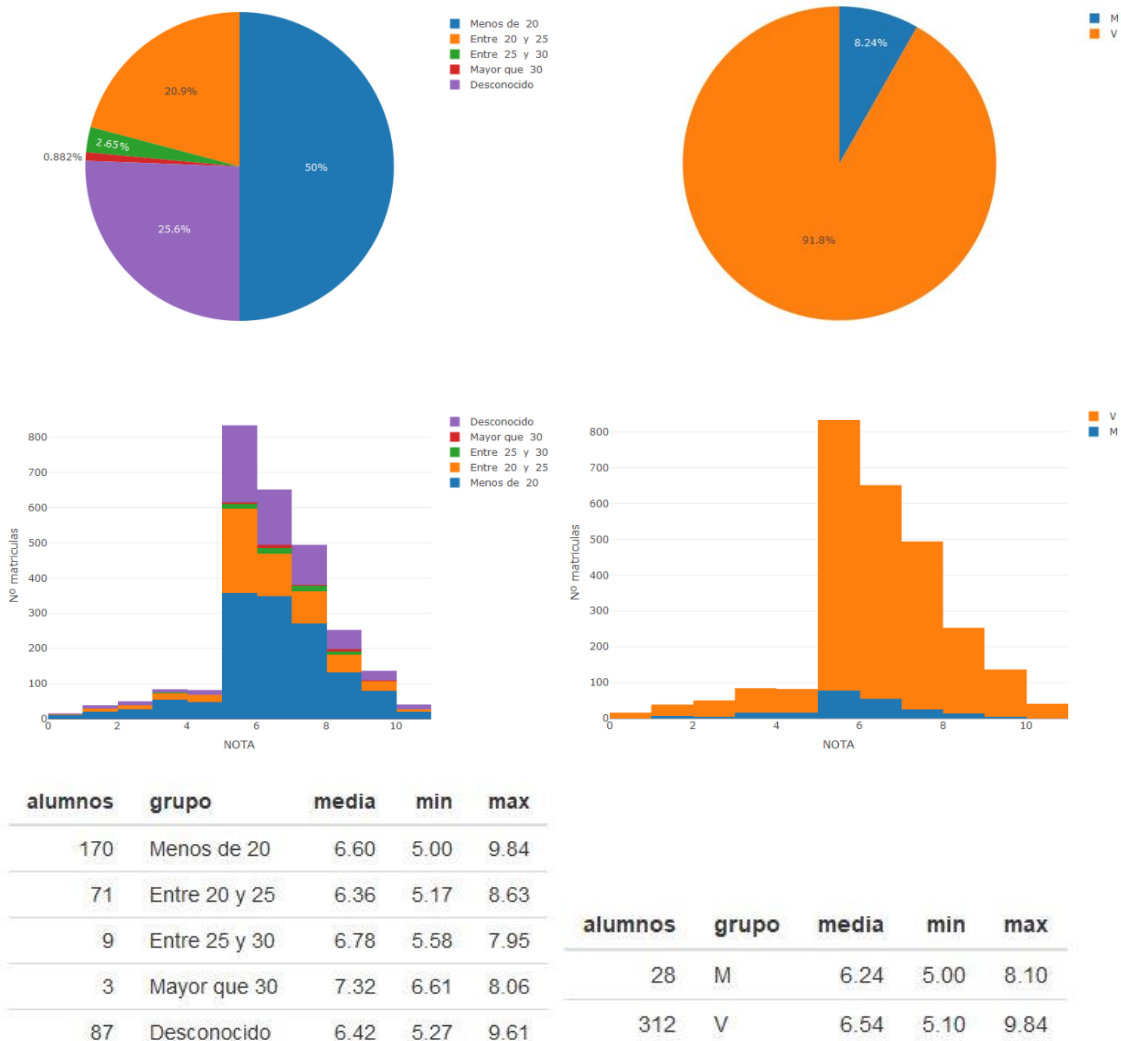 Menos de 20
Entre 20 y 25
Entre 25 y 30
Mayor que 30
Desconocido
50%
20.9%
2.65%
0.882%
25.6%
M
V
8.24%
91.8%
Desconocido
Mayor que 30
Entre 25 y 30
Entre 20 y 25
Menos de 20
Nº matriculas
800
700
600
500
400
300
200
100
0
0 2 4 6 8 10
NOTA
V
M
Nº matriculas
800
700
600
500
400
300
200
100
0
0 2 4 6 8 10
NOTA
alumnos grupo media min max
170 Menos de 20 6.60 5.00 9.84
71 Entre 20 y 25 6.36 5.17 8.63
9 Entre 25 y 30 6.78 5.58 7.95
3 Mayor que 30 7.32 6.61 8.06
87 Desconocido 6.42 5.27 9.61
alumnos grupo media min max
28 M 6.24 5.00 8.10
312 V 6.54 5.10 9.84